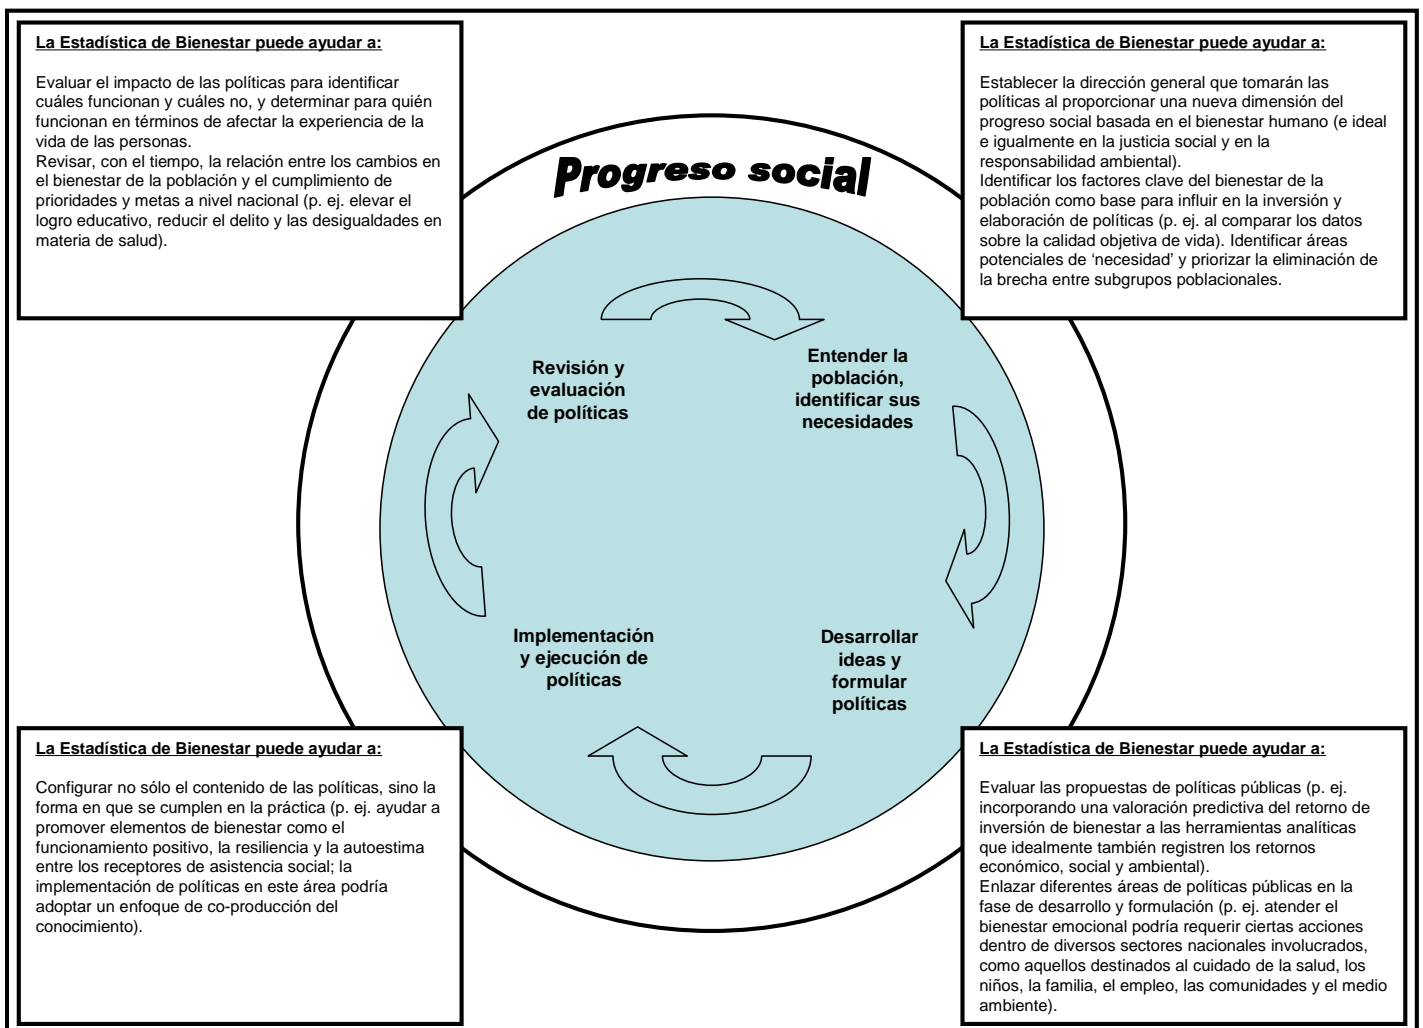 La Estadística de Bienestar puede ayudar a:
Evaluar el impacto de las políticas para identificar
cuáles funcionan y cuáles no, y determinar para quién
funcionan en términos de afectar la experiencia de la
vida de las personas.
Revisar, con el tiempo, la relación entre los cambios en
el bienestar de la población y el cumplimiento de
prioridades y metas a nivel nacional (p. ej. elevar el
logro educativo, reducir el delito y las desigualdades en
materia de salud).
La Estadística de Bienestar puede ayudar a:
Establecer la dirección general que tomarán las
políticas al proporcionar una nueva dimensión del
progreso social basada en el bienestar humano (e ideal
e igualmente en la justicia social y en la
responsabilidad ambiental).
Identificar los factores clave del bienestar de la
población como base para influir en la inversión y
elaboración de políticas (p. ej. al comparar los datos
sobre la calidad objetiva de vida). Identificar áreas
potenciales de ‘necesidad’ y priorizar la eliminación de
la brecha entre subgrupos poblacionales.
Progreso social
Revisión y
evaluación
de políticas
Entender la
población,
identificar sus
necesidades
Implementación
y ejecución de
políticas
Desarrollar
ideas y
formular
políticas
La Estadística de Bienestar puede ayudar a:
Configurar no sólo el contenido de las políticas, sino la
forma en que se cumplen en la práctica (p. ej. ayudar a
promover elementos de bienestar como el
funcionamiento positivo, la resiliencia y la autoestima
entre los receptores de asistencia social; la
implementación de políticas en este área podría
adoptar un enfoque de co-producción del
conocimiento).
La Estadística de Bienestar puede ayudar a:
Evaluar las propuestas de políticas públicas (p. ej.
incorporando una valoración predictiva del retorno de
inversión de bienestar a las herramientas analíticas
que idealmente también registren los retornos
económico, social y ambiental).
Enlazar diferentes áreas de políticas públicas en la
fase de desarrollo y formulación (p. ej. atender el
bienestar emocional podría requerir ciertas acciones
dentro de diversos sectores nacionales involucrados,
como aquellos destinados al cuidado de la salud, los
niños, la familia, el empleo, las comunidades y el medio
ambiente).